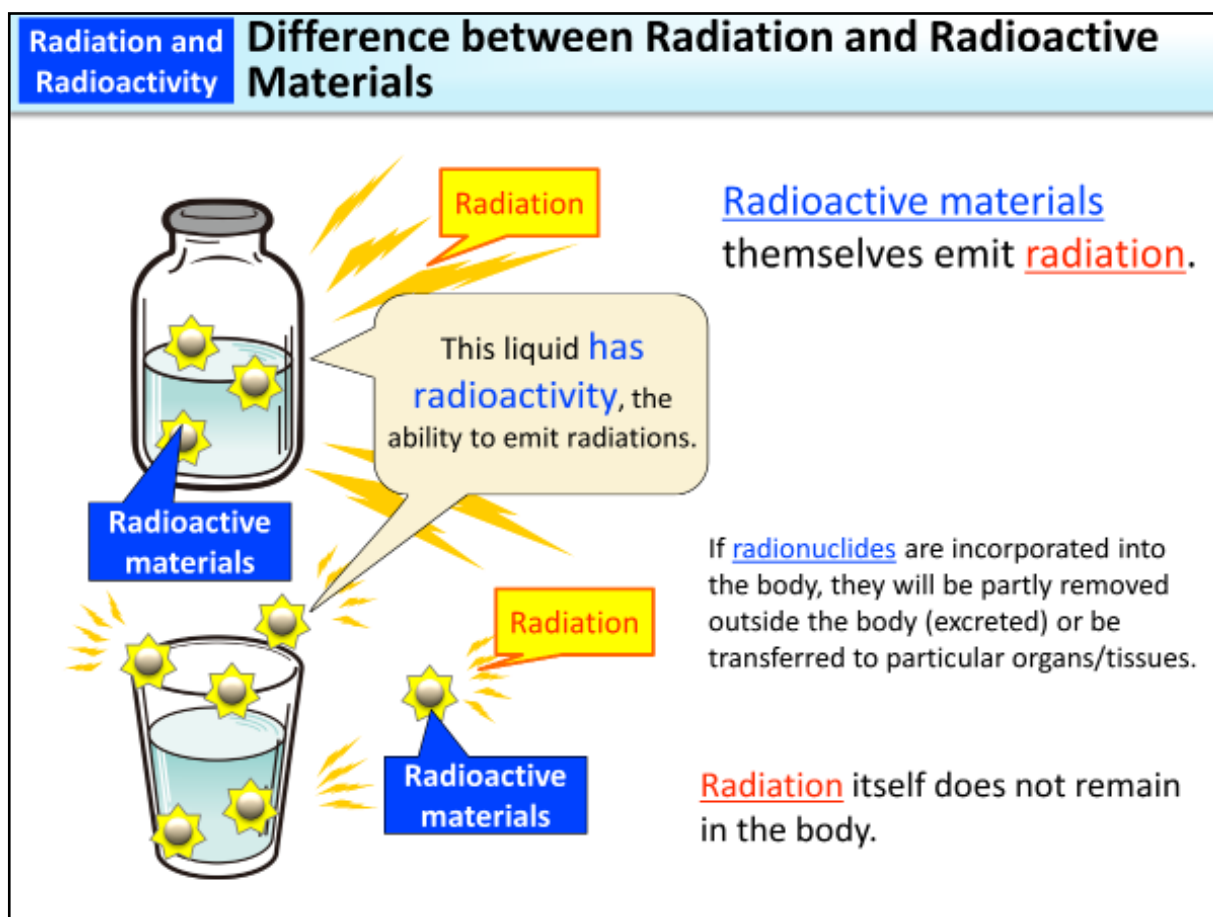 Radiation and
Radioactivity
Difference between Radiation and Radioactive
Materials
Radiation
Radioactive materials
themselves emit radiation.
This liquid has
radioactivity, the
ability to emit radiations.
Radioactive
materials
If radionuclides are incorporated into
the body, they will be partly removed
outside the body (excreted) or be
transferred to particular organs/tissues.
Radiation
Radioactive
materials
Radiation itself does not remain
in the body.